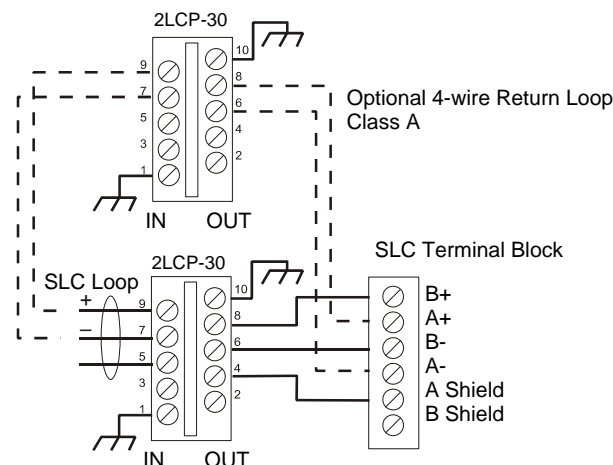 2LCP-30
10
9
8
7
6
5
4
3
2
1
IN OUT
Optional 4-wire Return Loop
Class A
2LCP-30
SLC Loop
+
–
10
9
8
7
6
5
4
3
2
1
IN OUT
SLC Terminal Block
B+
A+
B-
A-
A Shield
B Shield